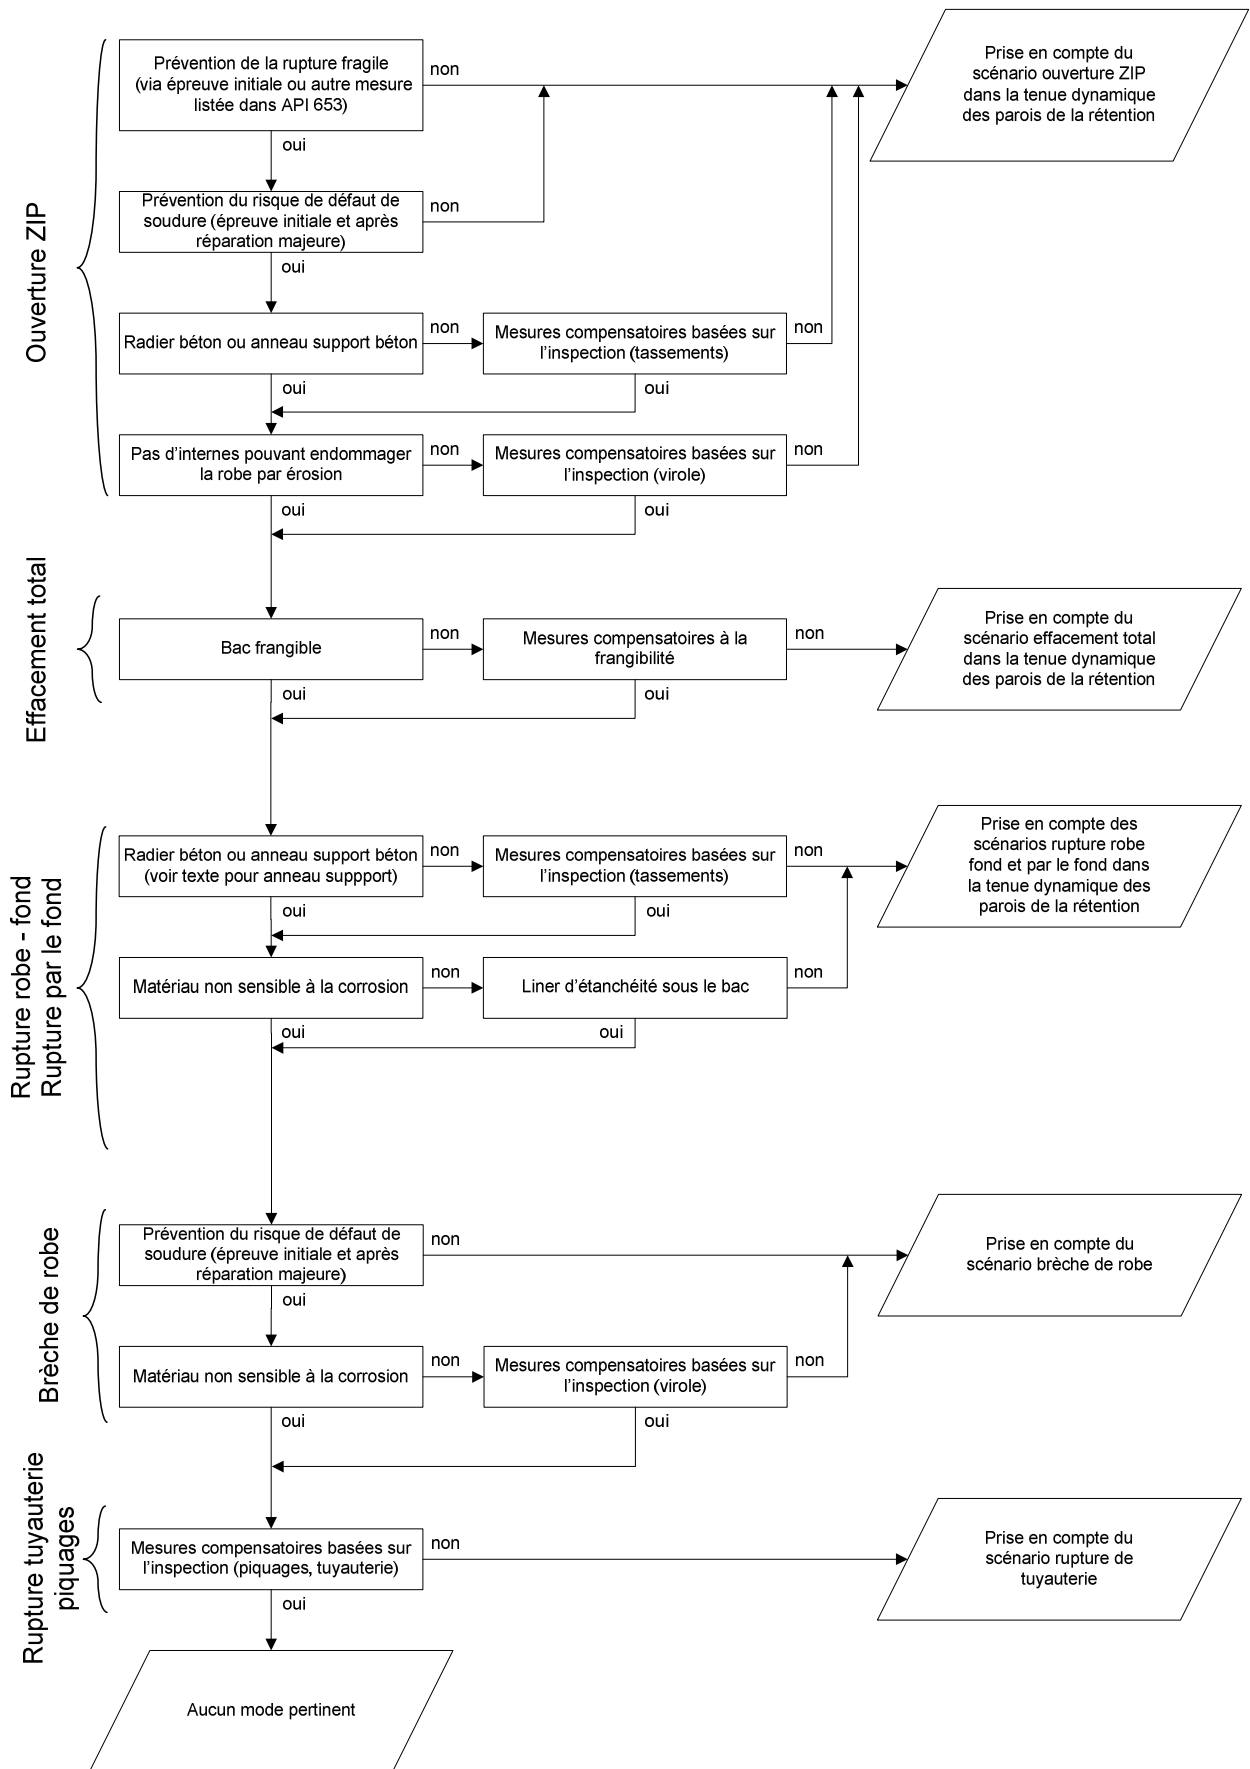 Ouverture ZIP
Prévention de la rupture fragile
(via épreuve initiale ou autre mesure
listée dans API 653)
non
Prise en compte du
scénario ouverture ZIP
dans la tenue dynamique
des parois de la rétention
oui
Prévention du risque de défaut de
soudure (épreuve initiale et après
réparation majeure)
non
oui
Radier béton ou anneau support béton
non
Mesures compensatoires basées sur
l’inspection (tassements)
non
oui
oui
Pas d’internes pouvant endommager
la robe par érosion
non
Mesures compensatoires basées sur
l’inspection (virole)
non
oui
oui
Effacement total
Bac frangible
non
Mesures compensatoires à la
frangibilité
non
Prise en compte du
scénario effacement total
dans la tenue dynamique
des parois de la rétention
oui
oui
Rupture robe - fond
Rupture par le fond
Radier béton ou anneau support béton
(voir texte pour anneau suppport)
non
Mesures compensatoires basées sur
l’inspection (tassements)
non
Prise en compte des
scénarios rupture robe
fond et par le fond dans
la tenue dynamique des
parois de la rétention
oui
oui
Matériau non sensible à la corrosion
non
Liner d’étanchéité sous le bac
non
oui
oui
Brèche de robe
Prévention du risque de défaut de
soudure (épreuve initiale et après
réparation majeure)
non
Prise en compte du
scénario brèche de robe
oui
Matériau non sensible à la corrosion
non
Mesures compensatoires basées sur
l’inspection (virole)
non
oui
oui
Rupture tuyauterie
piquages
Mesures compensatoires basées sur
l’inspection (piquages, tuyauterie)
non
Prise en compte du
scénario rupture de
tuyauterie
oui
Aucun mode pertinent